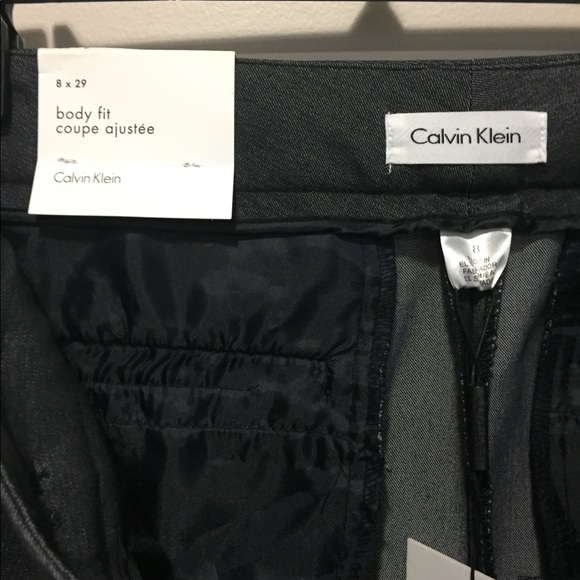 8 x 29
body fit
coupe ajustée
Calvin Klein
Calvin Klein
8